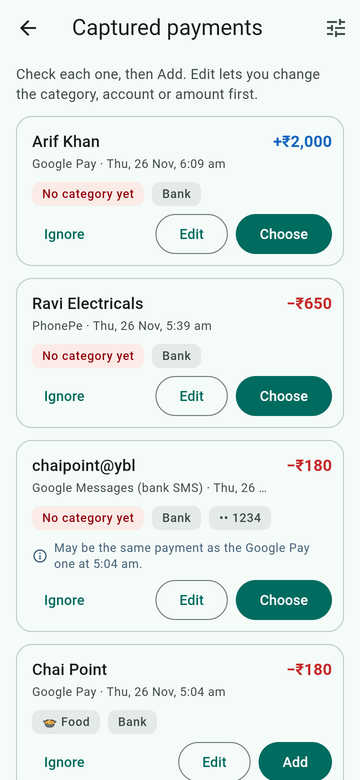 Captured payments
Check each one, then Add. Edit lets you change
the category, account or amount first.
Arif Khan +₹2,000
Google Pay · Thu, 26 Nov, 6:09 am
No category yet Bank
Ignore Edit Choose
Ravi Electricals −₹650
PhonePe · Thu, 26 Nov, 5:39 am
No category yet Bank
Ignore Edit Choose
chaipoint@ybl −₹180
Google Messages (bank SMS) · Thu, 26 ...
No category yet Bank •• 1234
May be the same payment as the Google Pay
one at 5:04 am.
Ignore Edit Choose
Chai Point −₹180
Google Pay · Thu, 26 Nov, 5:04 am
🍲 Food Bank
Ignore Edit Add